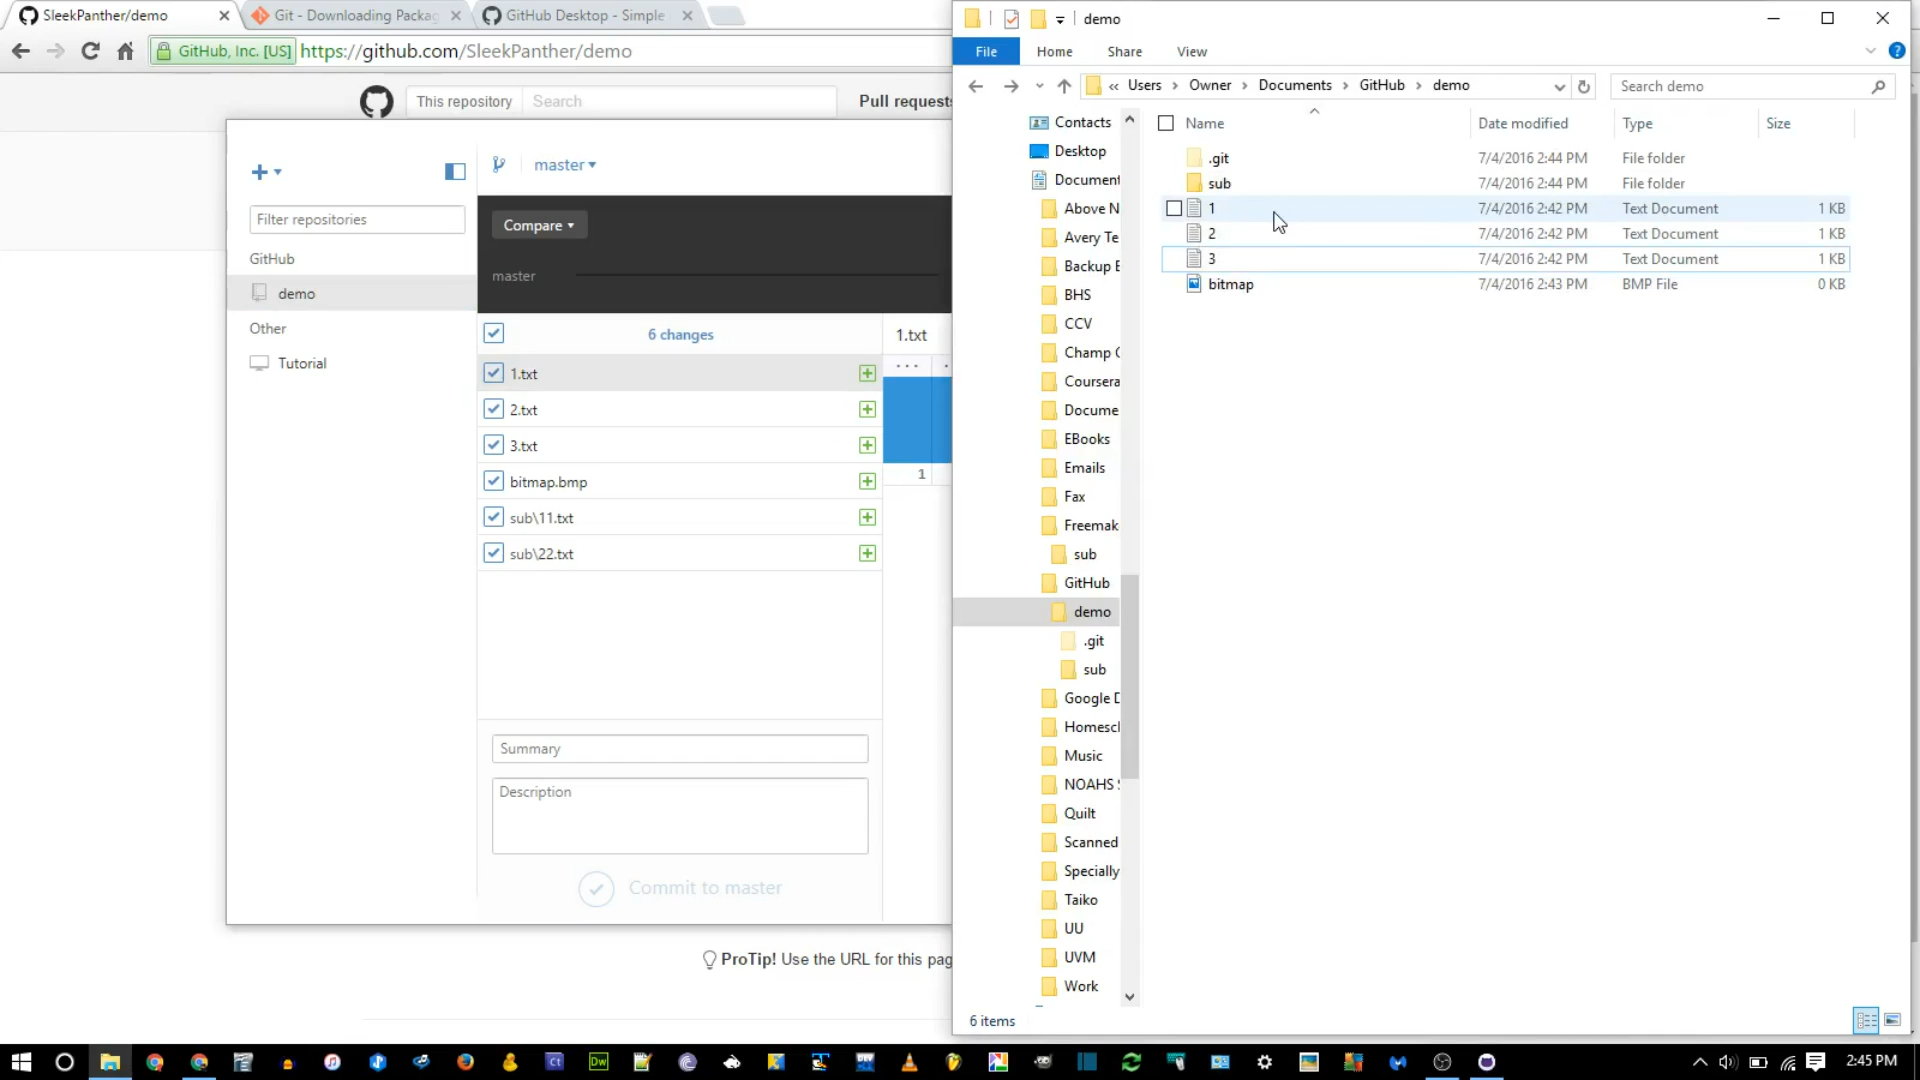 SleekPanther/demo
Git - Downloading Packag
GitHub Desktop - Simple
GitHub, Inc. [US]
https://github.com/SleekPanther/demo
This repository
Search
Pull requests
master
Filter repositories
GitHub
demo
Other
Tutorial
Compare
master
6 changes
1.txt
2.txt
3.txt
bitmap.bmp
sub\11.txt
sub\22.txt
1.txt
1
Summary
Description
Commit to master
ProTip! Use the URL for this pag
demo
File
Home
Share
View
« Users > Owner > Documents > GitHub > demo
Search demo
Contacts
Desktop
Document
Above N
Avery Te
Backup E
BHS
CCV
Champ C
Coursera
Docume
EBooks
Emails
Fax
Freemak
sub
GitHub
demo
.git
sub
Google D
Homesch
Music
NOAHS
Quilt
Scanned
Specially
Taiko
UU
UVM
Work
Name Date modified Type Size
.git 7/4/2016 2:44 PM File folder
sub 7/4/2016 2:44 PM File folder
1 7/4/2016 2:42 PM Text Document 1 KB
2 7/4/2016 2:42 PM Text Document 1 KB
3 7/4/2016 2:42 PM Text Document 1 KB
bitmap 7/4/2016 2:43 PM BMP File 0 KB
6 items
Ct
Dw
2:45 PM